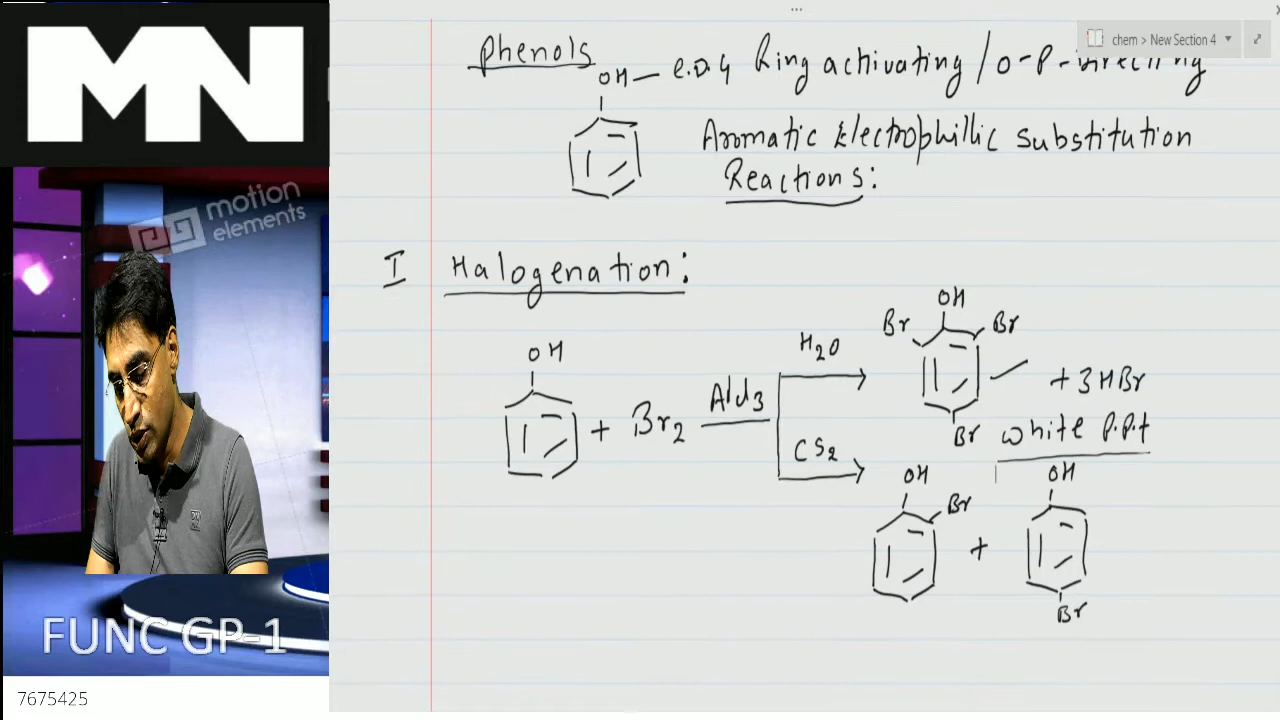 MN
motion
elements
FUNC GP-1
7675425
chem > New Section 4
Phenols
OH — e.D.G Ring activating / o-P-directing
Aromatic Electrophillic substitution
Reactions:
I Halogenation:
OH
+ Br2
AlCl3
H2O
OH
Br
Br
Br
+ 3HBr
white P.P.t
CS2
OH
Br
+
OH
Br